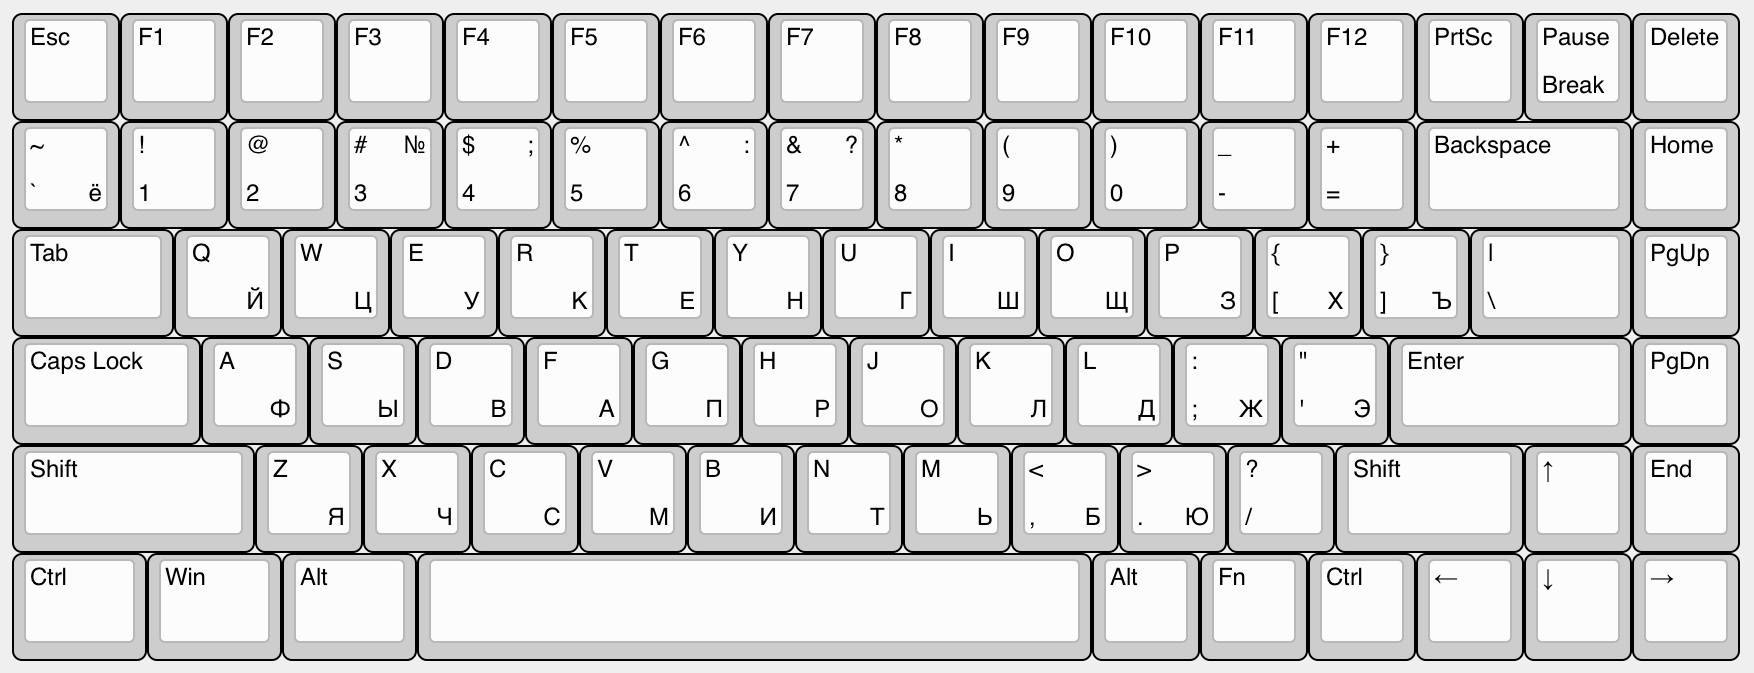 Esc F1 F2 F3 F4 F5 F6 F7 F8 F9 F10 F11 F12 PrtSc Pause Delete
Break
~ ! @ # № $ ; % ^ : & ? * ( ) _ + Backspace Home
` ё 1 2 3 4 5 6 7 8 9 0 - =
Tab Q W E R T Y U I O P { } | PgUp
Й Ц У К Е Н Г Ш Щ З [ Х ] Ъ \
Caps Lock A S D F G H J K L : " Enter PgDn
Ф Ы В А П Р О Л Д ; Ж ' Э
Shift Z X C V B N M < > ? Shift ↑ End
Я Ч С М И Т Ь , Б . Ю /
Ctrl Win Alt Alt Fn Ctrl ← ↓ →